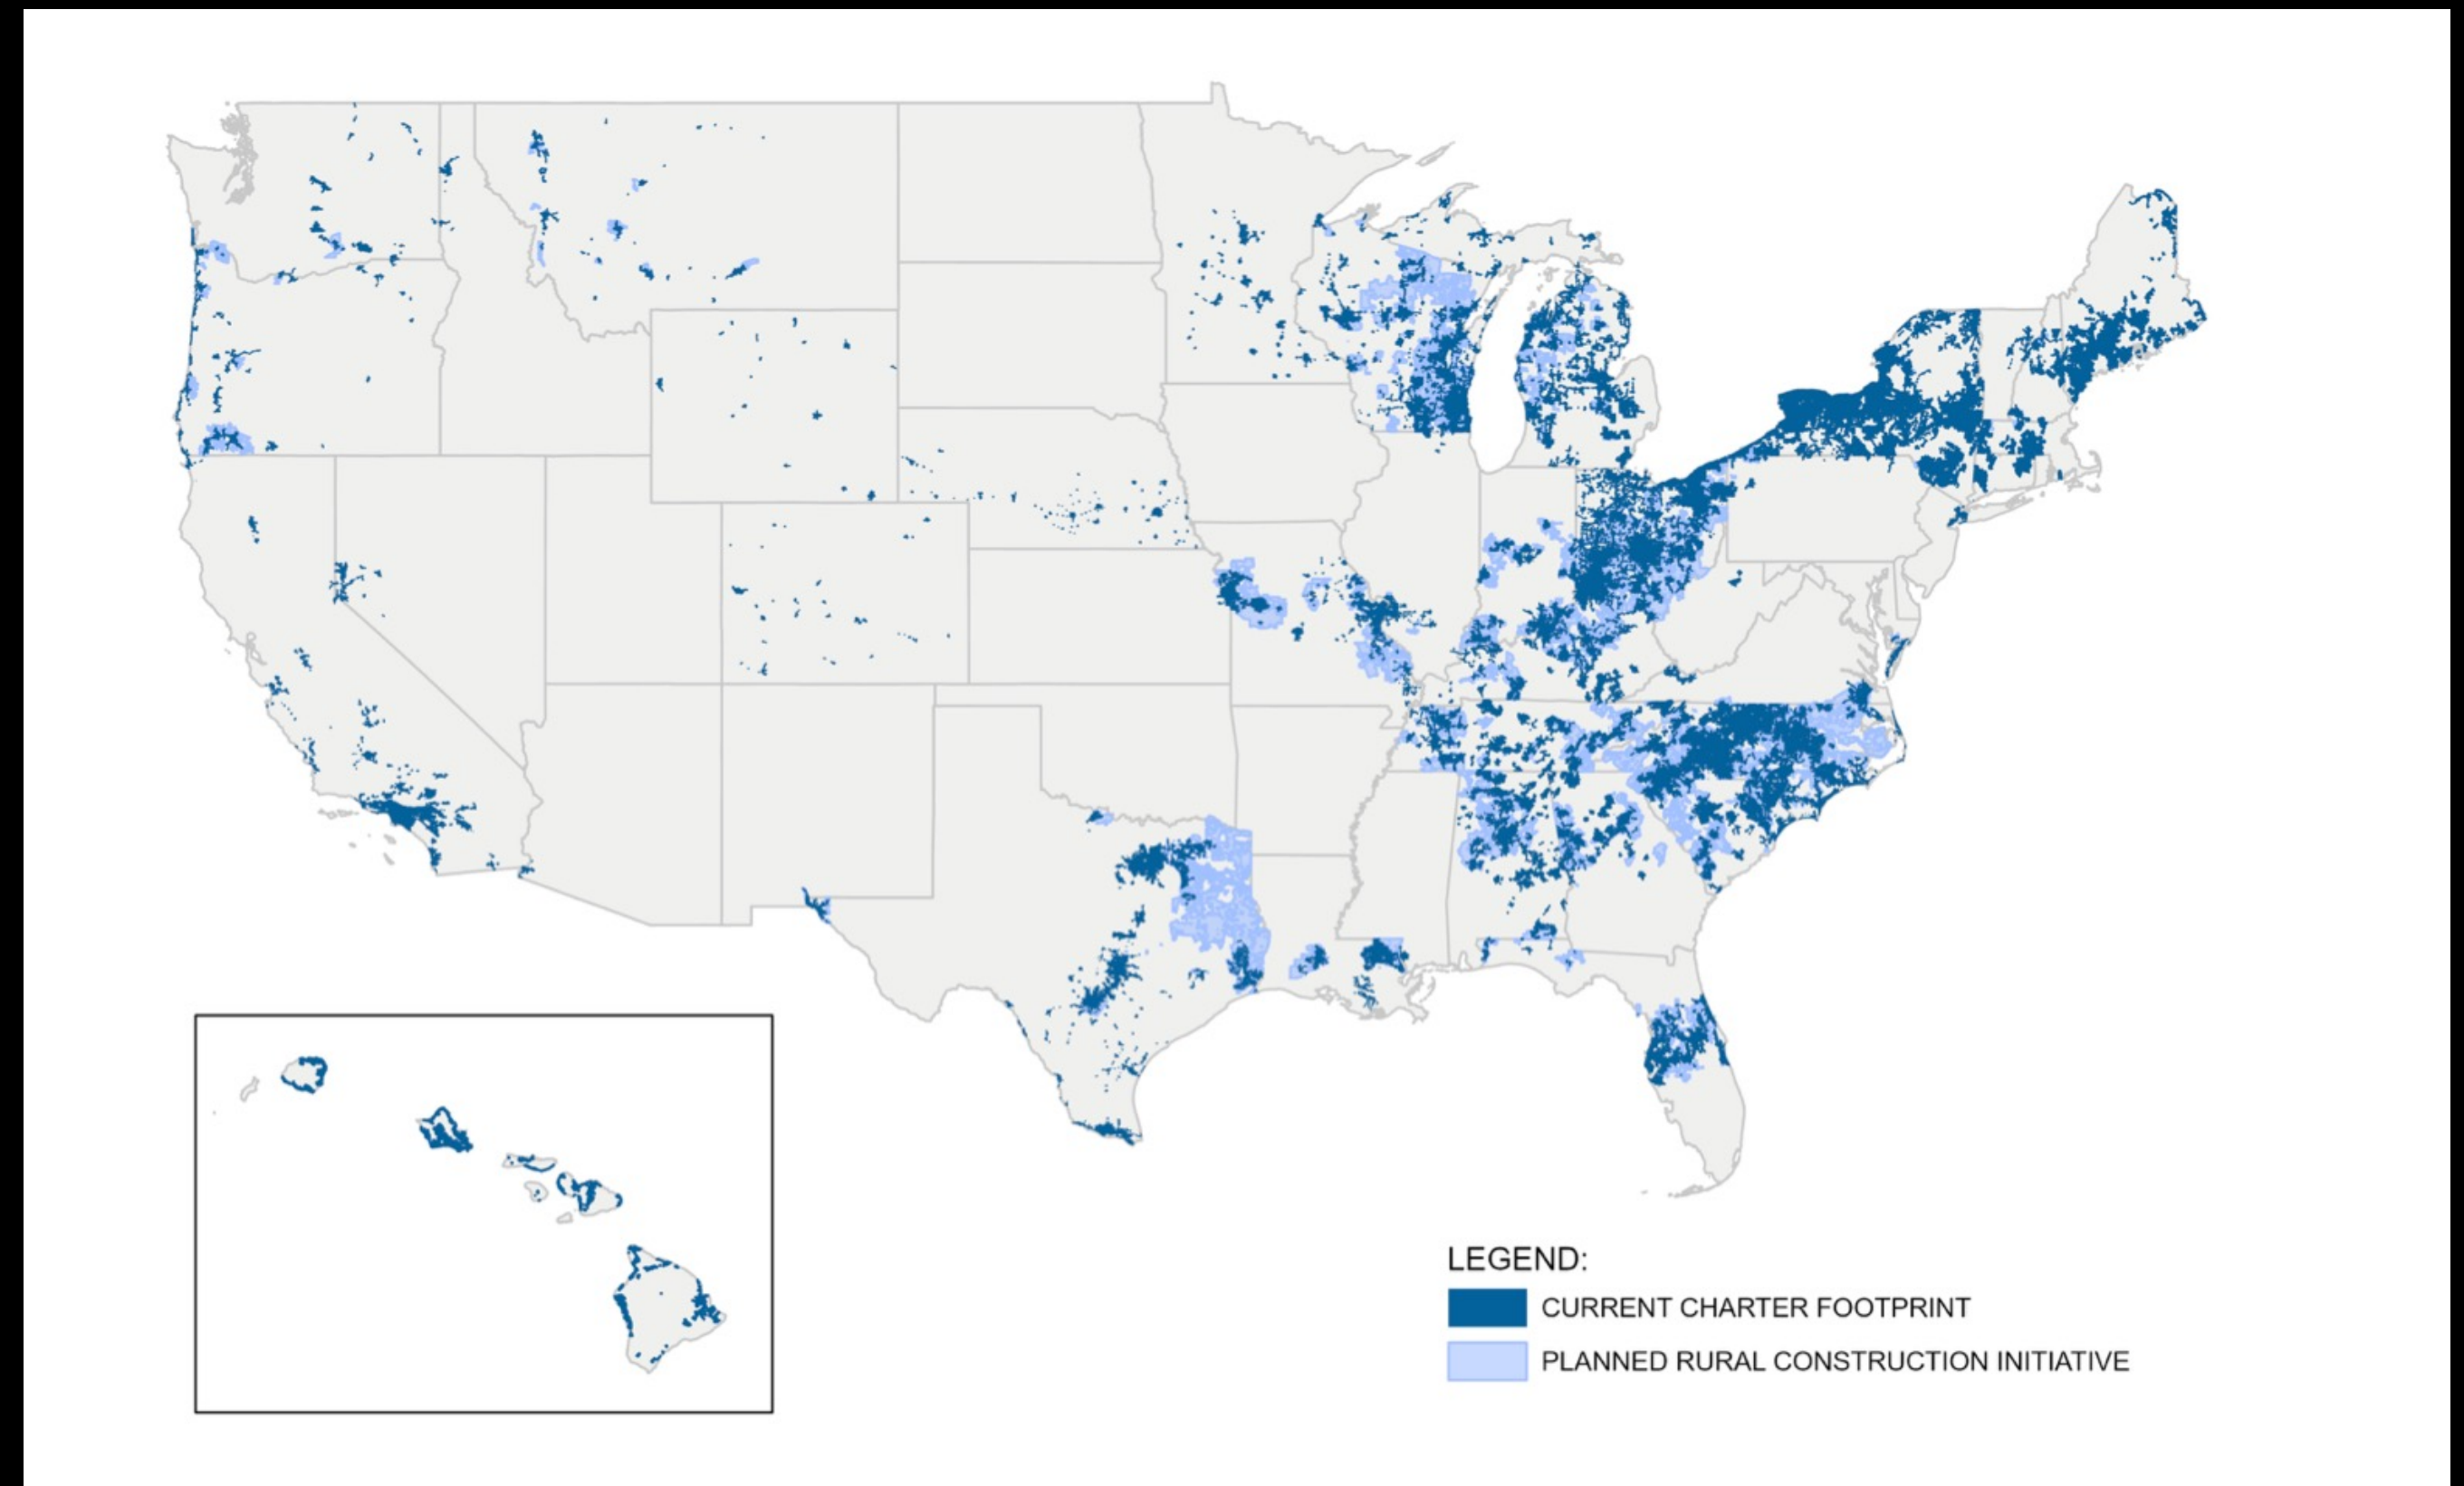 LEGEND:
CURRENT CHARTER FOOTPRINT
PLANNED RURAL CONSTRUCTION INITIATIVE